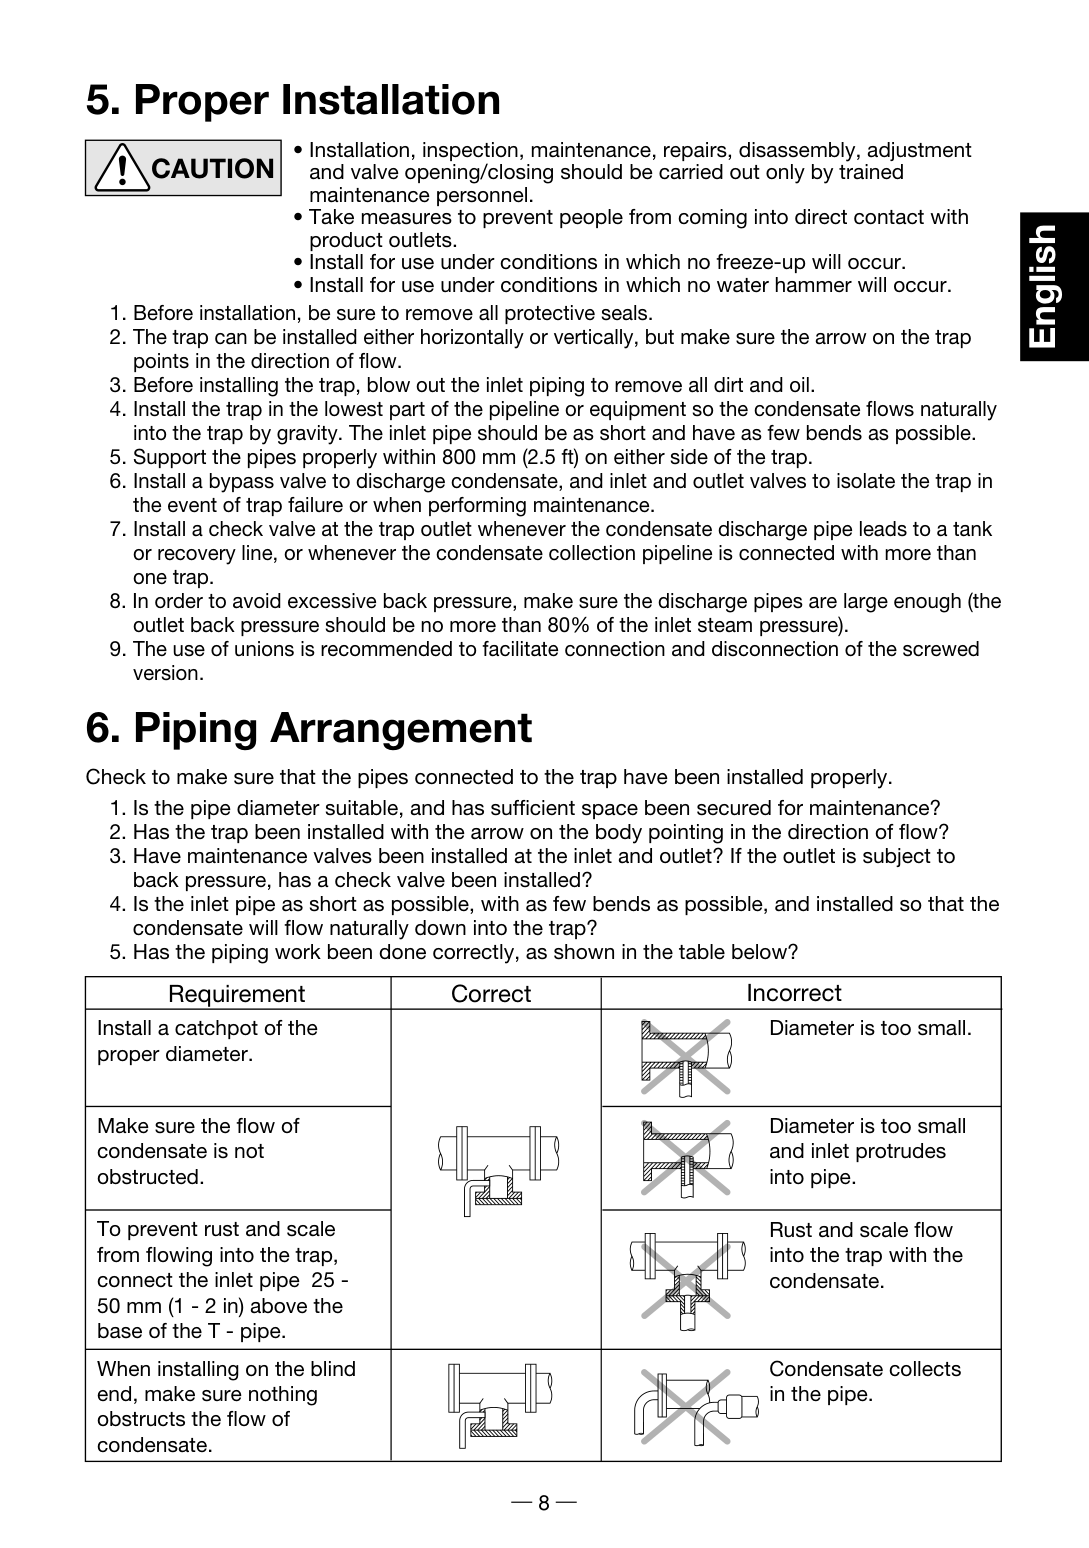 5. Proper Installation
CAUTION
• Installation, inspection, maintenance, repairs, disassembly, adjustment
and valve opening/closing should be carried out only by trained
maintenance personnel.
• Take measures to prevent people from coming into direct contact with
product outlets.
• Install for use under conditions in which no freeze-up will occur.
• Install for use under conditions in which no water hammer will occur.
English
1. Before installation, be sure to remove all protective seals.
2. The trap can be installed either horizontally or vertically, but make sure the arrow on the trap
points in the direction of flow.
3. Before installing the trap, blow out the inlet piping to remove all dirt and oil.
4. Install the trap in the lowest part of the pipeline or equipment so the condensate flows naturally
into the trap by gravity. The inlet pipe should be as short and have as few bends as possible.
5. Support the pipes properly within 800 mm (2.5 ft) on either side of the trap.
6. Install a bypass valve to discharge condensate, and inlet and outlet valves to isolate the trap in
the event of trap failure or when performing maintenance.
7. Install a check valve at the trap outlet whenever the condensate discharge pipe leads to a tank
or recovery line, or whenever the condensate collection pipeline is connected with more than
one trap.
8. In order to avoid excessive back pressure, make sure the discharge pipes are large enough (the
outlet back pressure should be no more than 80% of the inlet steam pressure).
9. The use of unions is recommended to facilitate connection and disconnection of the screwed
version.
6. Piping Arrangement
Check to make sure that the pipes connected to the trap have been installed properly.
1. Is the pipe diameter suitable, and has sufficient space been secured for maintenance?
2. Has the trap been installed with the arrow on the body pointing in the direction of flow?
3. Have maintenance valves been installed at the inlet and outlet? If the outlet is subject to
back pressure, has a check valve been installed?
4. Is the inlet pipe as short as possible, with as few bends as possible, and installed so that the
condensate will flow naturally down into the trap?
5. Has the piping work been done correctly, as shown in the table below?
Requirement
Correct
Incorrect
Install a catchpot of the
proper diameter.
Diameter is too small.
Make sure the flow of
condensate is not
obstructed.
Diameter is too small
and inlet protrudes
into pipe.
To prevent rust and scale
from flowing into the trap,
connect the inlet pipe 25 -
50 mm (1 - 2 in) above the
base of the T - pipe.
Rust and scale flow
into the trap with the
condensate.
When installing on the blind
end, make sure nothing
obstructs the flow of
condensate.
Condensate collects
in the pipe.
— 8 —